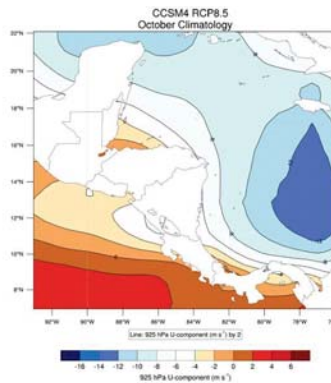 CCSM4 RCP8.5
October Climatology
22°N
20°N
18°N
16°N
14°N
12°N
10°N
8°N
92°W 90°W 88°W 86°W 84°W 82°W 80°W 78°W
Line: 925 hPa U-component (m s⁻¹) by 2
-16 -14 -12 -10 -8 -6 -4 -2 0 2 4 6
925 hPa U-component (m s⁻¹)